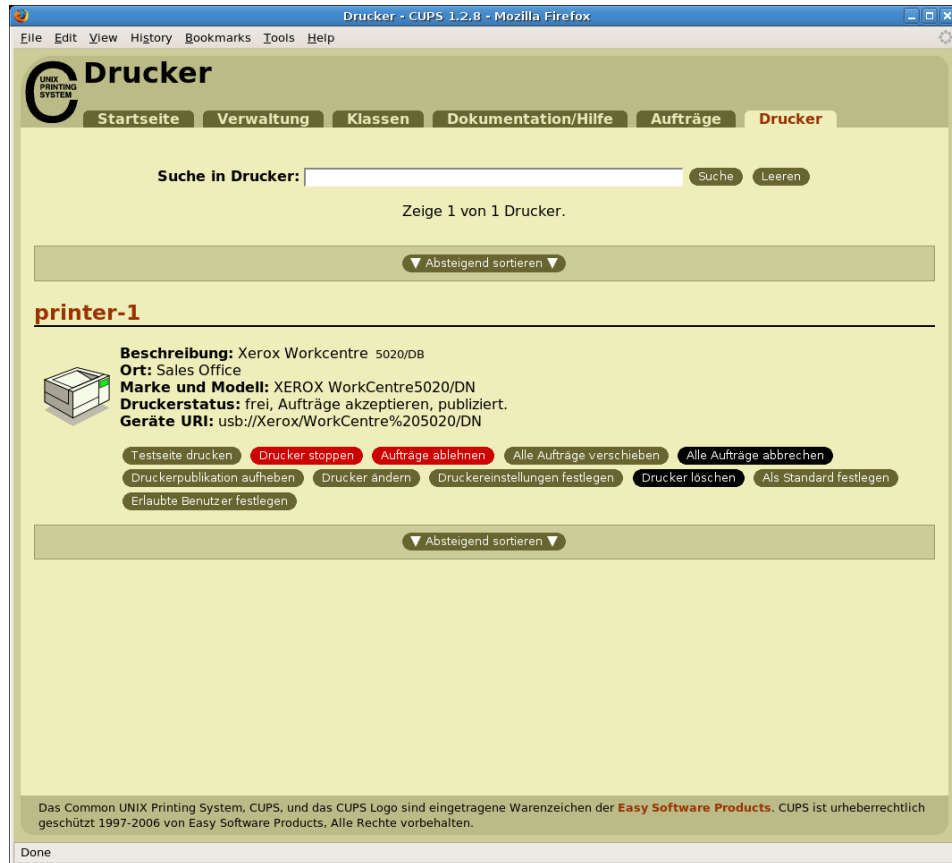 Drucker - CUPS 1.2.8 - Mozilla Firefox
File Edit View History Bookmarks Tools Help
UNIX
PRINTING
SYSTEM
Drucker
Startseite Verwaltung Klassen Dokumentation/Hilfe Aufträge Drucker
Suche in Drucker: Suche Leeren
Zeige 1 von 1 Drucker.
▼ Absteigend sortieren ▼
printer-1
Beschreibung: Xerox Workcentre 5020/DB
Ort: Sales Office
Marke und Modell: XEROX WorkCentre5020/DN
Druckerstatus: frei, Aufträge akzeptieren, publiziert.
Geräte URI: usb://Xerox/WorkCentre%205020/DN
Testseite drucken Drucker stoppen Aufträge ablehnen Alle Aufträge verschieben Alle Aufträge abbrechen
Druckerpublikation aufheben Drucker ändern Druckereinstellungen festlegen Drucker löschen Als Standard festlegen
Erlaubte Benutzer festlegen
▼ Absteigend sortieren ▼
Das Common UNIX Printing System, CUPS, und das CUPS Logo sind eingetragene Warenzeichen der Easy Software Products. CUPS ist urheberrechtlich
geschützt 1997-2006 von Easy Software Products, Alle Rechte vorbehalten.
Done